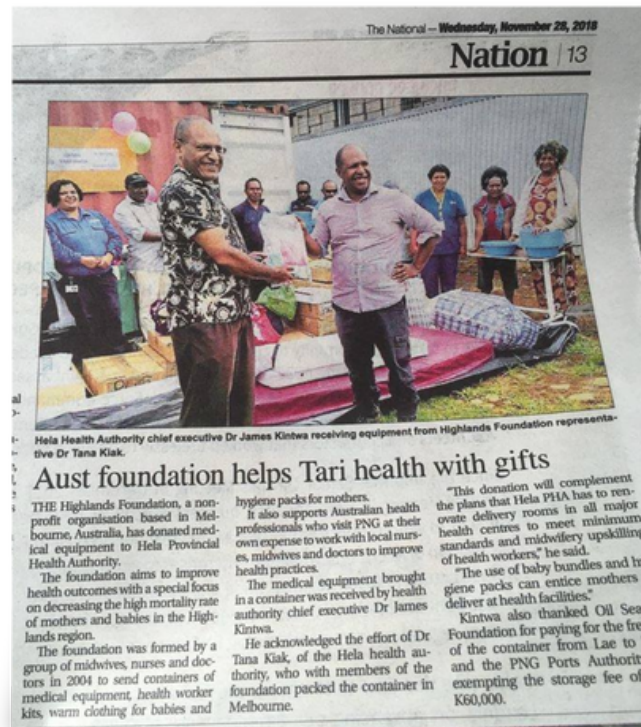 The National – Wednesday, November 28, 2018
Nation | 13
Hela Health Authority chief executive Dr James Kintwa receiving equipment from Highlands Foundation representa-
tive Dr Tana Kiak.
Aust foundation helps Tari health with gifts
THE Highlands Foundation, a non-
profit organisation based in Mel-
bourne, Australia, has donated med-
ical equipment to Hela Provincial
Health Authority.
The foundation aims to improve
health outcomes with a special focus
on decreasing the high mortality rate
of mothers and babies in the High-
lands region.
The foundation was formed by a
group of midwives, nurses and doc-
tors in 2004 to send containers of
medical equipment, health worker
kits, warm clothing for babies and
hygiene packs for mothers.
It also supports Australian health
professionals who visit PNG at their
own expense to work with local nurs-
es, midwives and doctors to improve
health practices.
The medical equipment brought
in a container was received by health
authority chief executive Dr James
Kintwa.
He acknowledged the effort of Dr
Tana Kiak, of the Hela health au-
thority, who with members of the
foundation packed the container in
Melbourne.
"This donation will complement
the plans that Hela PHA has to ren-
ovate delivery rooms in all major
health centres to meet minimum
standards and midwifery upskilling
of health workers," he said.
"The use of baby bundles and
giene packs can entice mothers
deliver at health facilities."
Kintwa also thanked Oil Sea
Foundation for paying for the
of the container from Lae to
and the PNG Ports
exempting the storage fee of
K60,000.